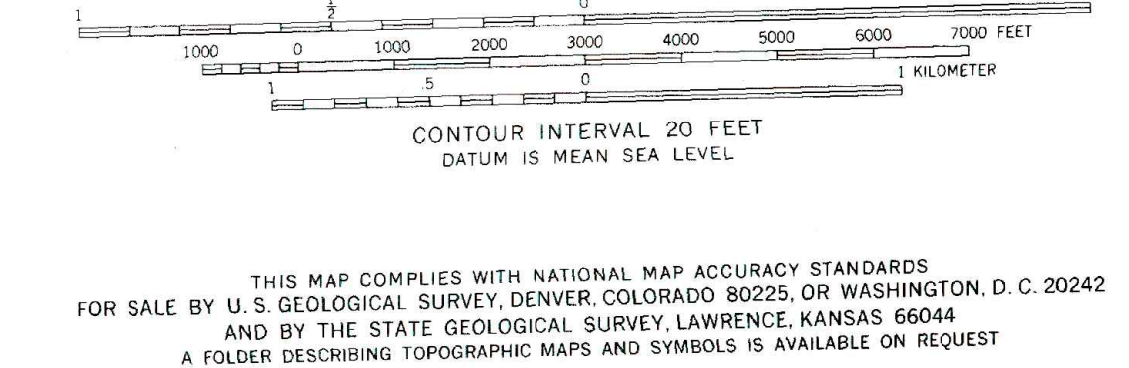 1 ½ 0
1000 0 1000 2000 3000 4000 5000 6000 7000 FEET
1 .5 0 1 KILOMETER
CONTOUR INTERVAL 20 FEET
DATUM IS MEAN SEA LEVEL
THIS MAP COMPLIES WITH NATIONAL MAP ACCURACY STANDARDS
FOR SALE BY U. S. GEOLOGICAL SURVEY, DENVER, COLORADO 80225, OR WASHINGTON, D. C. 20242
AND BY THE STATE GEOLOGICAL SURVEY, LAWRENCE, KANSAS 66044
A FOLDER DESCRIBING TOPOGRAPHIC MAPS AND SYMBOLS IS AVAILABLE ON REQUEST